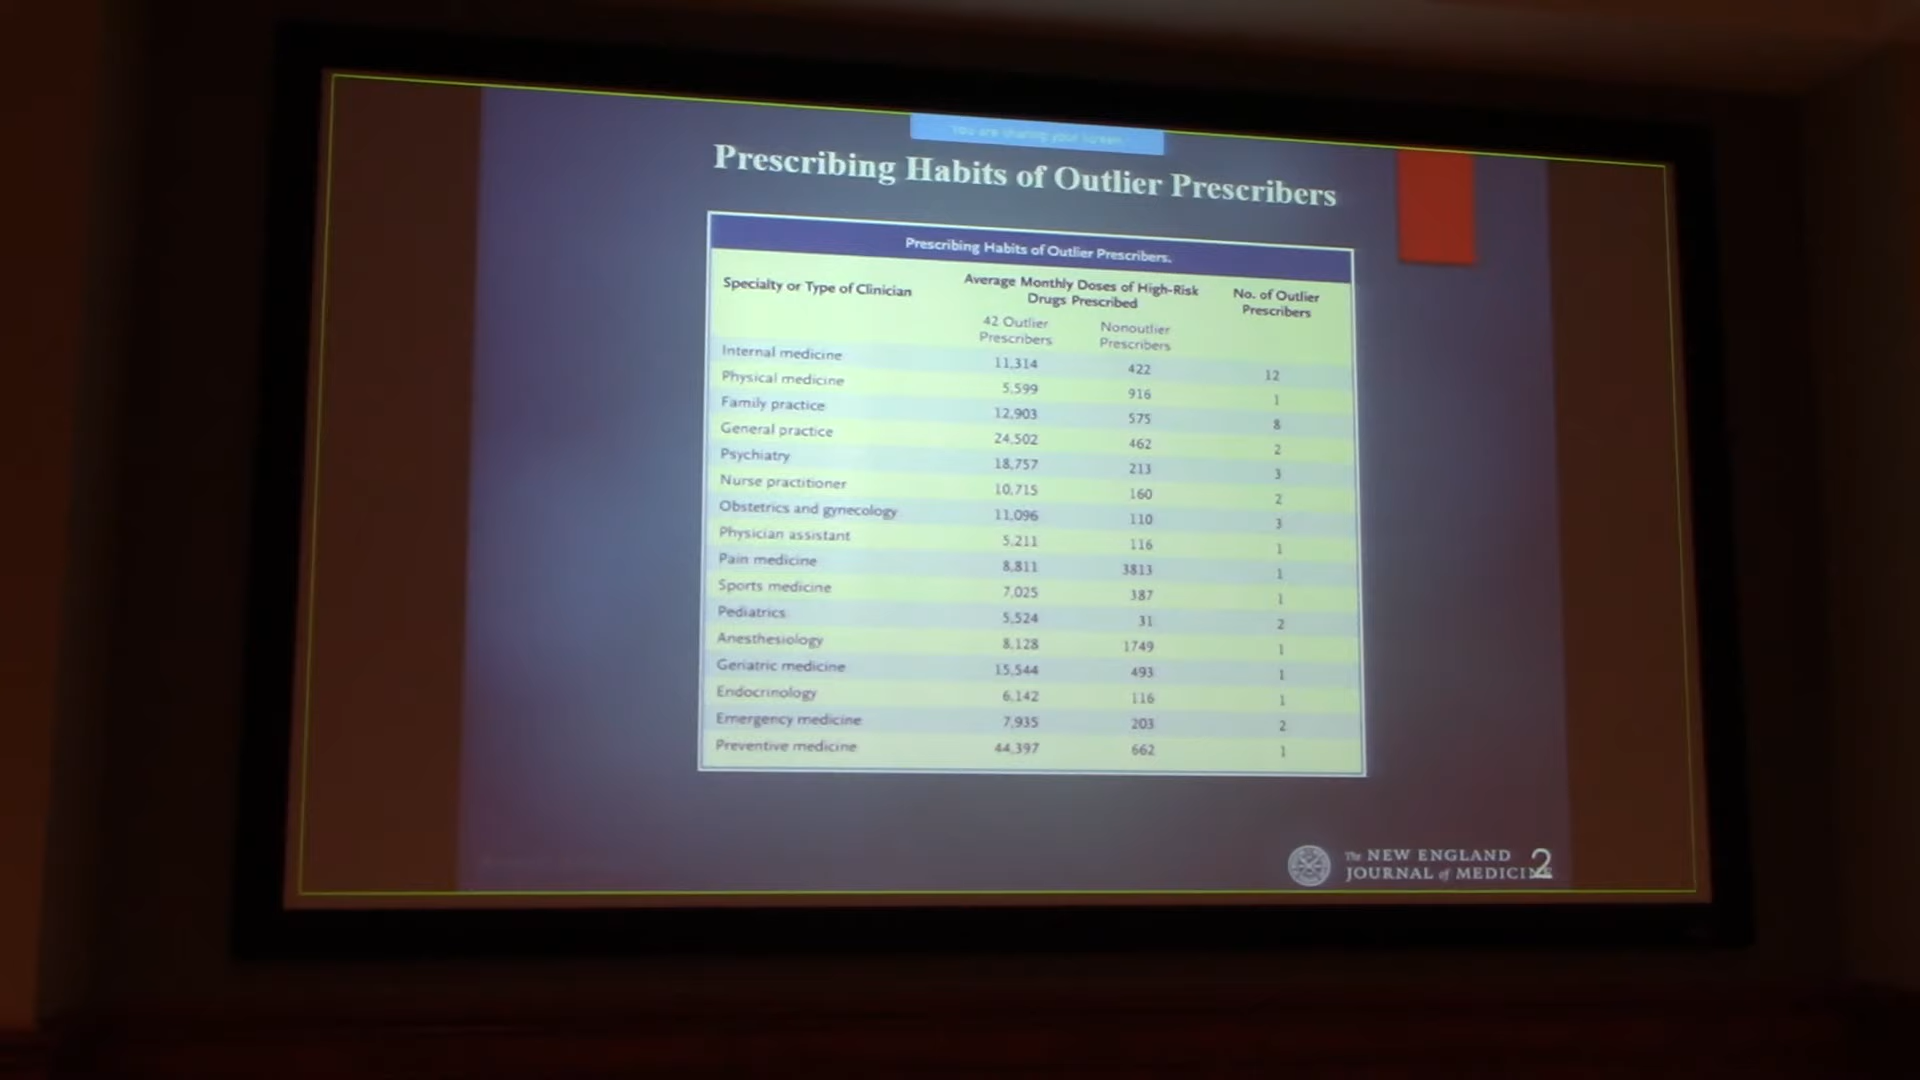 You are sharing your screen
Prescribing Habits of Outlier Prescribers
Prescribing Habits of Outlier Prescribers.
Specialty or Type of Clinician Average Monthly Doses of High-Risk Drugs Prescribed No. of Outlier Prescribers
42 Outlier Prescribers Nonoutlier Prescribers
Internal medicine 11,314 422 12
Physical medicine 5,599 916 1
Family practice 12,903 575 8
General practice 24,502 462 2
Psychiatry 18,757 213 3
Nurse practitioner 10,715 160 2
Obstetrics and gynecology 11,096 110 3
Physician assistant 5,211 116 1
Pain medicine 8,811 3813 1
Sports medicine 7,025 387 1
Pediatrics 5,524 31 2
Anesthesiology 8,128 1749 1
Geriatric medicine 15,544 493 1
Endocrinology 6,142 116 1
Emergency medicine 7,935 203 2
Preventive medicine 44,397 662 1
The NEW ENGLAND
JOURNAL of MEDICINE
2